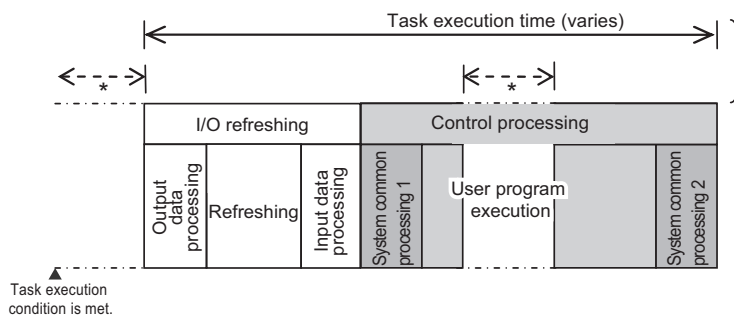 Task execution time (varies)
*
*
I/O refreshing
Control processing
Output
data
processing
Refreshing
Input data
processing
System common
processing 1
User program
execution
System common
processing 2
Task execution
condition is met.